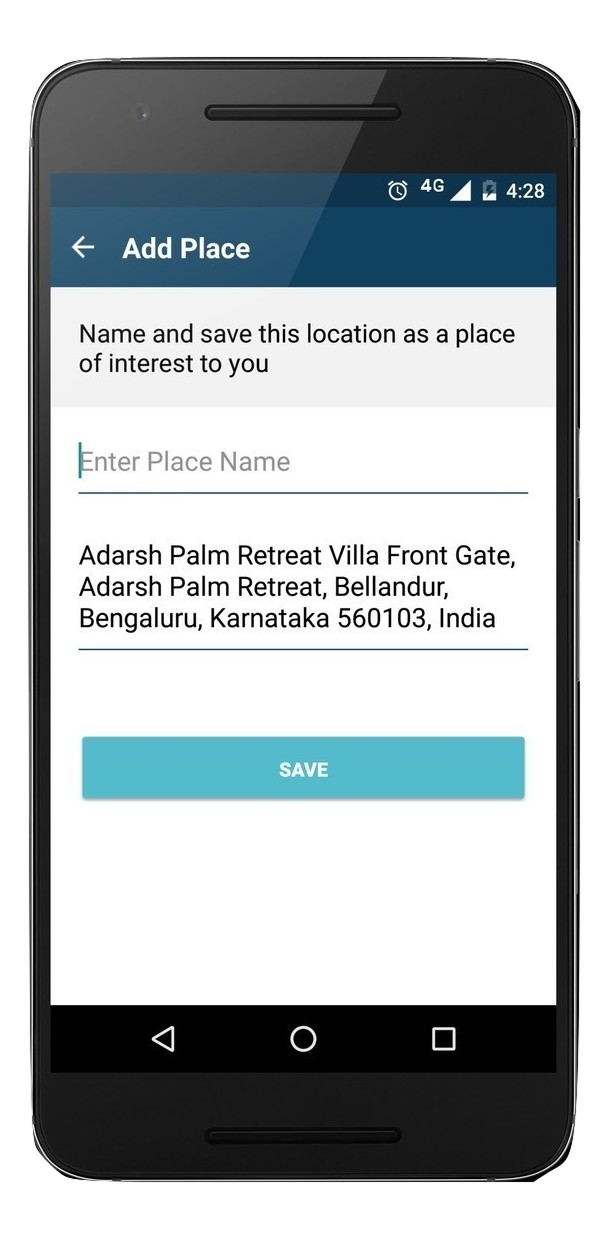 4G 4:28
Add Place
Name and save this location as a place
of interest to you
Enter Place Name
Adarsh Palm Retreat Villa Front Gate,
Adarsh Palm Retreat, Bellandur,
Bengaluru, Karnataka 560103, India
SAVE